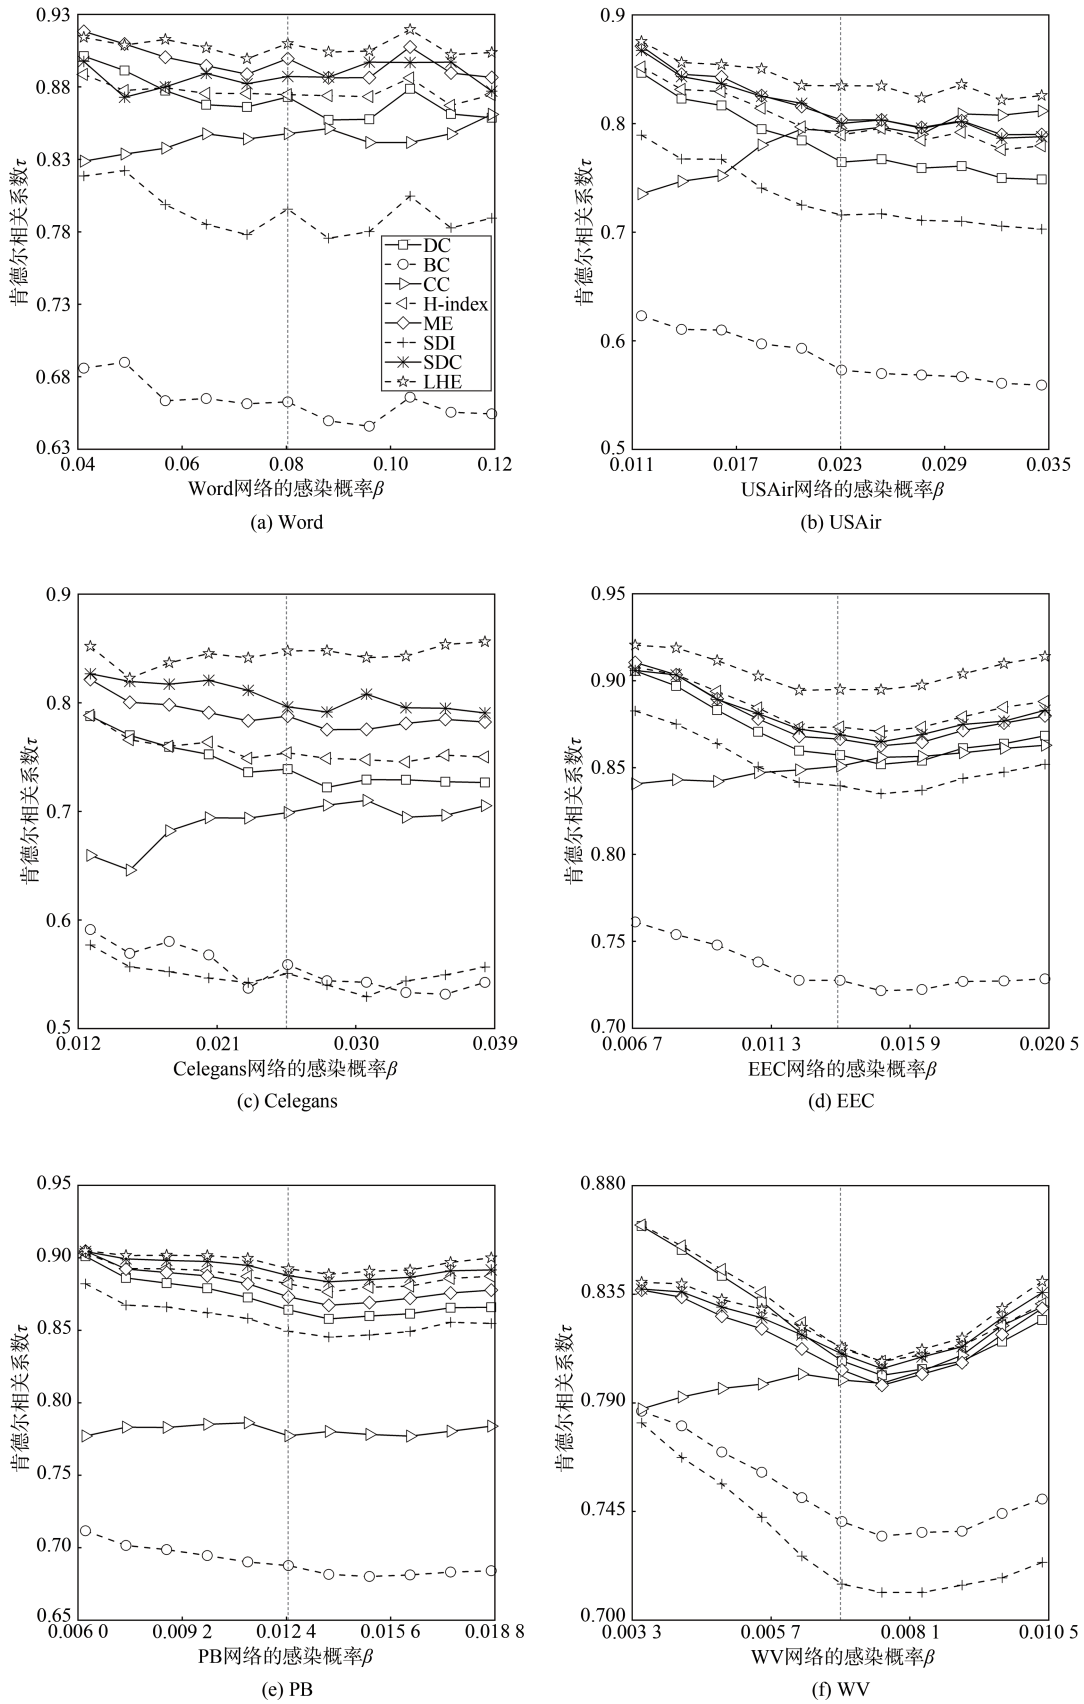 0.93
0.88
0.83
0.78
0.73
0.68
0.63
肯德尔相关系数τ
DC
BC
CC
H-index
ME
SDI
SDC
LHE
0.04 0.06 0.08 0.10 0.12
Word网络的感染概率β
(a) Word
0.9
0.8
0.7
0.6
0.5
肯德尔相关系数τ
0.011 0.017 0.023 0.029 0.035
USAir网络的感染概率β
(b) USAir
0.9
0.8
0.7
0.6
0.5
肯德尔相关系数τ
0.012 0.021 0.030 0.039
Celegans网络的感染概率β
(c) Celegans
0.95
0.90
0.85
0.80
0.75
0.70
肯德尔相关系数τ
0.006 7 0.011 3 0.015 9 0.020 5
EEC网络的感染概率β
(d) EEC
0.95
0.90
0.85
0.80
0.75
0.70
0.65
肯德尔相关系数τ
0.006 0 0.009 2 0.012 4 0.015 6 0.018 8
PB网络的感染概率β
(e) PB
0.880
0.835
0.790
0.745
0.700
肯德尔相关系数τ
0.003 3 0.005 7 0.008 1 0.010 5
WV网络的感染概率β
(f) WV